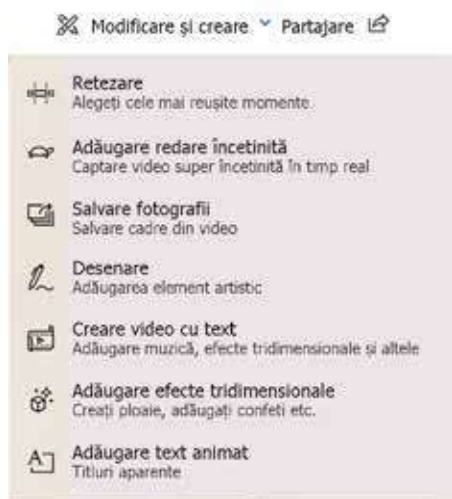 Modificare și creare Partajare
Retezare
Alegeți cele mai reușite momente
Adăugare redare încetinită
Captare video super încetinită în timp real
Salvare fotografii
Salvare cadre din video
Desenare
Adăugarea element artistic
Creare video cu text
Adăugare muzică, efecte tridimensionale și altele
Adăugare efecte tridimensionale
Creați ploaie, adăugați confeti etc.
Adăugare text animat
Titluri aparente